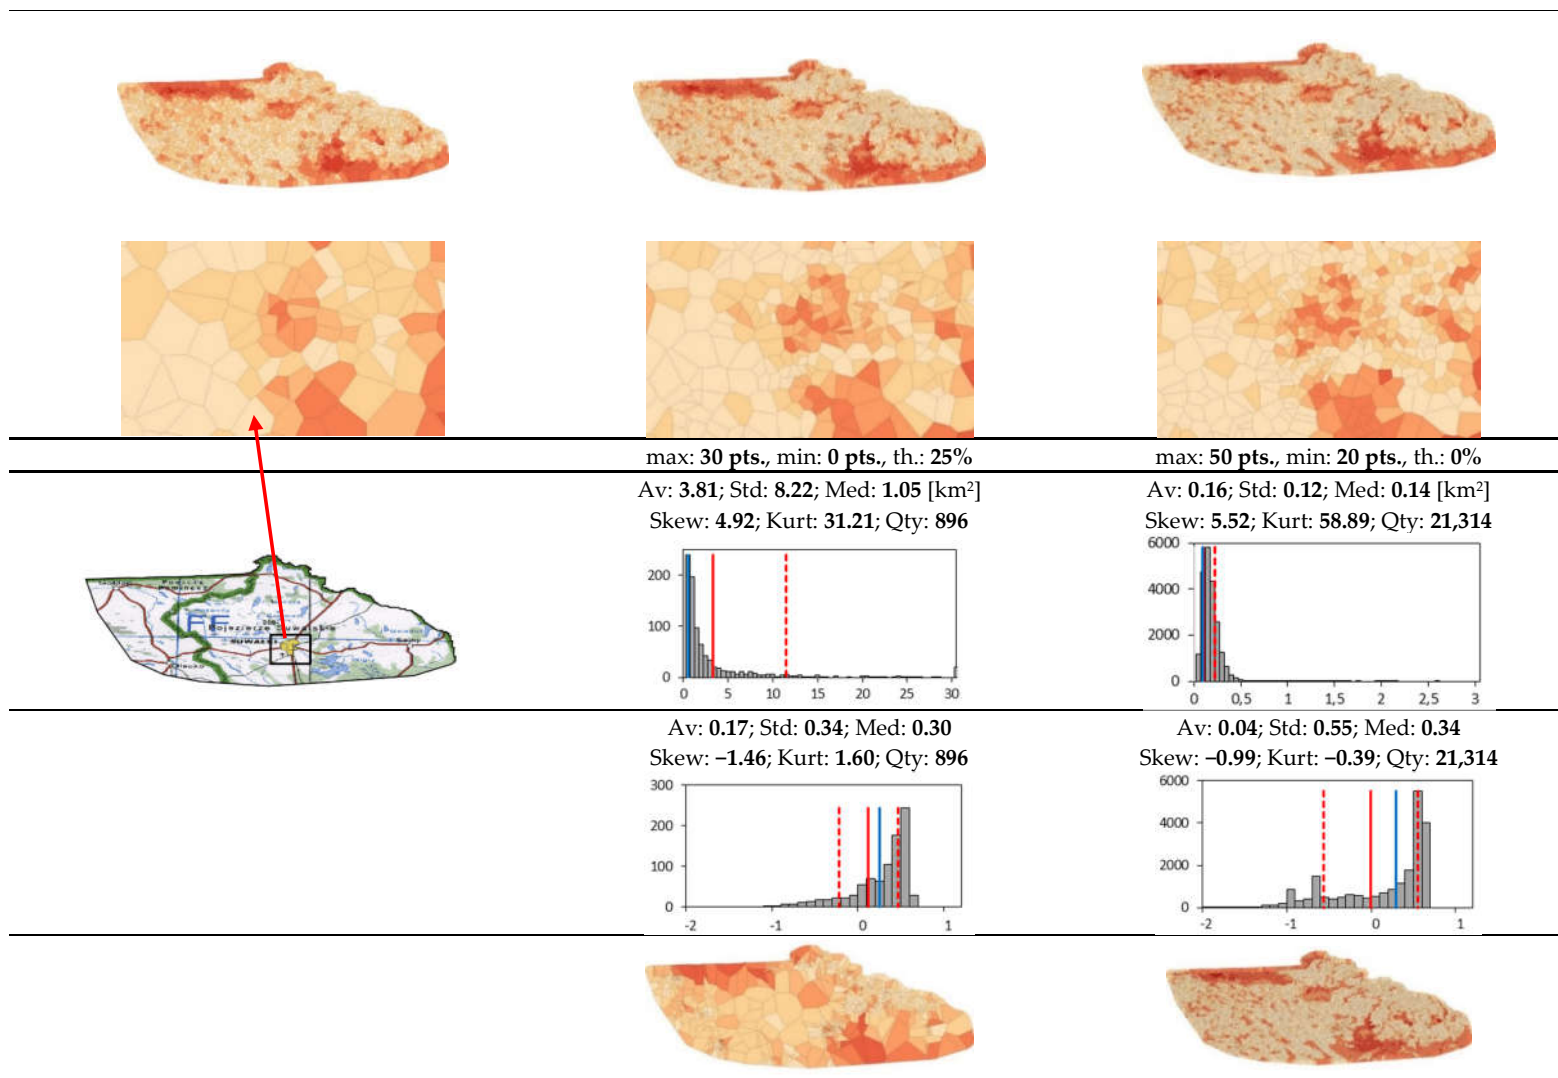 max: 30 pts., min: 0 pts., th.: 25%
max: 50 pts., min: 20 pts., th.: 0%
Av: 3.81; Std: 8.22; Med: 1.05 [km²]
Skew: 4.92; Kurt: 31.21; Qty: 896
Av: 0.16; Std: 0.12; Med: 0.14 [km²]
Skew: 5.52; Kurt: 58.89; Qty: 21,314
200
100
0
0 5 10 15 20 25 30
6000
4000
2000
0
0 0,5 1 1,5 2 2,5 3
EF
Av: 0.17; Std: 0.34; Med: 0.30
Skew: −1.46; Kurt: 1.60; Qty: 896
Av: 0.04; Std: 0.55; Med: 0.34
Skew: −0.99; Kurt: −0.39; Qty: 21,314
300
200
100
0
-2 -1 0 1
6000
4000
2000
0
-2 -1 0 1